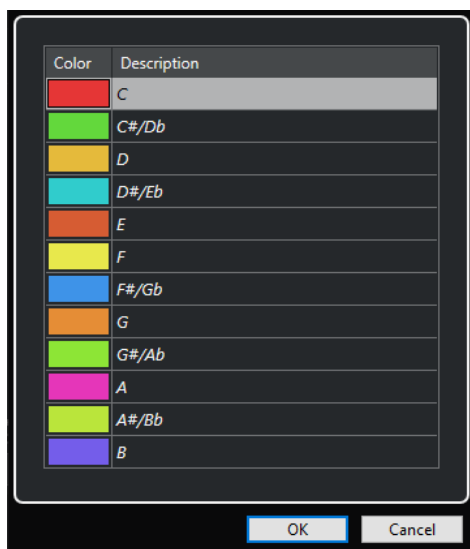 Color Description
C
C#/Db
D
D#/Eb
E
F
F#/Gb
G
G#/Ab
A
A#/Bb
B
OK Cancel